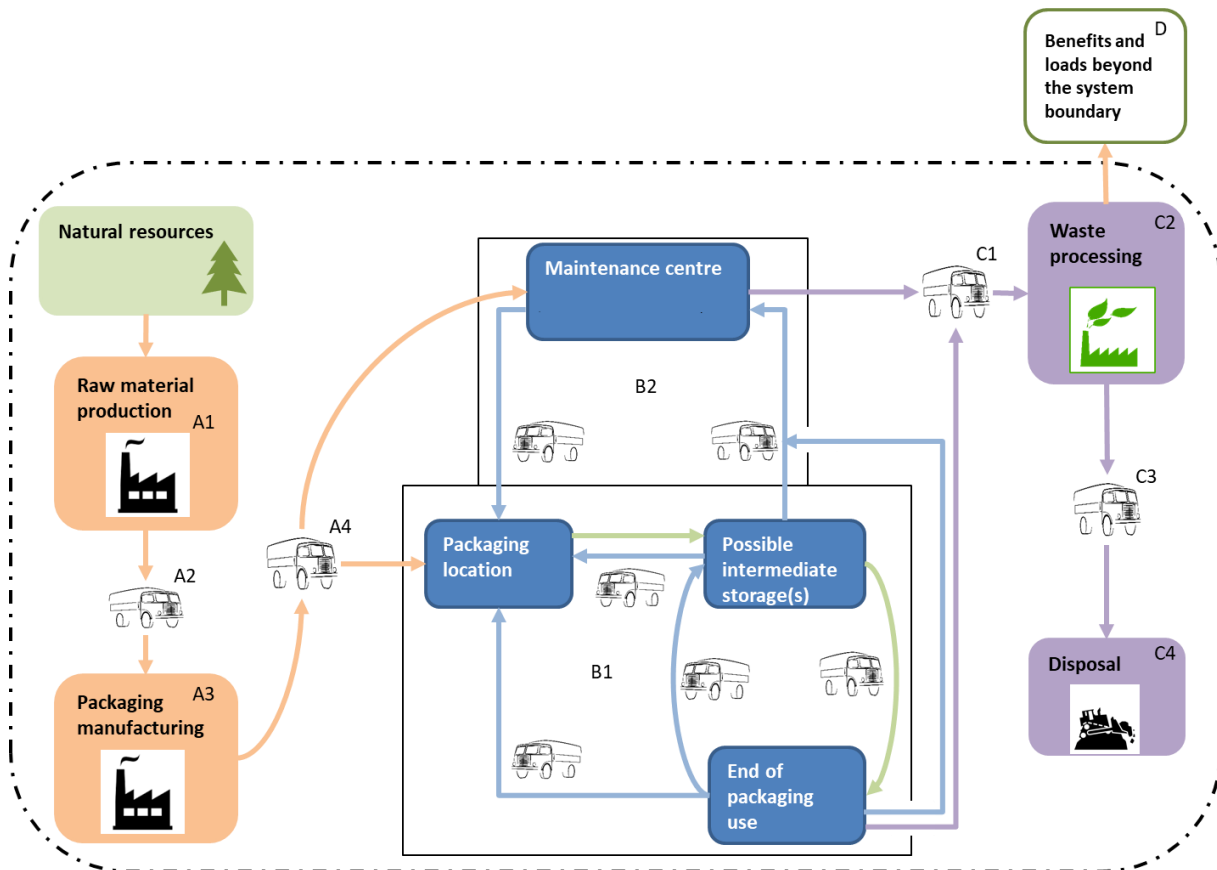 D
Benefits and
loads beyond
the system
boundary
Natural resources
Maintenance centre
C1
Waste
processing
C2
Raw material
production
A1
B2
C3
A4
Packaging
location
Possible
intermediate
storage(s)
A2
B1
Disposal
C4
A3
Packaging
manufacturing
End of
packaging
use